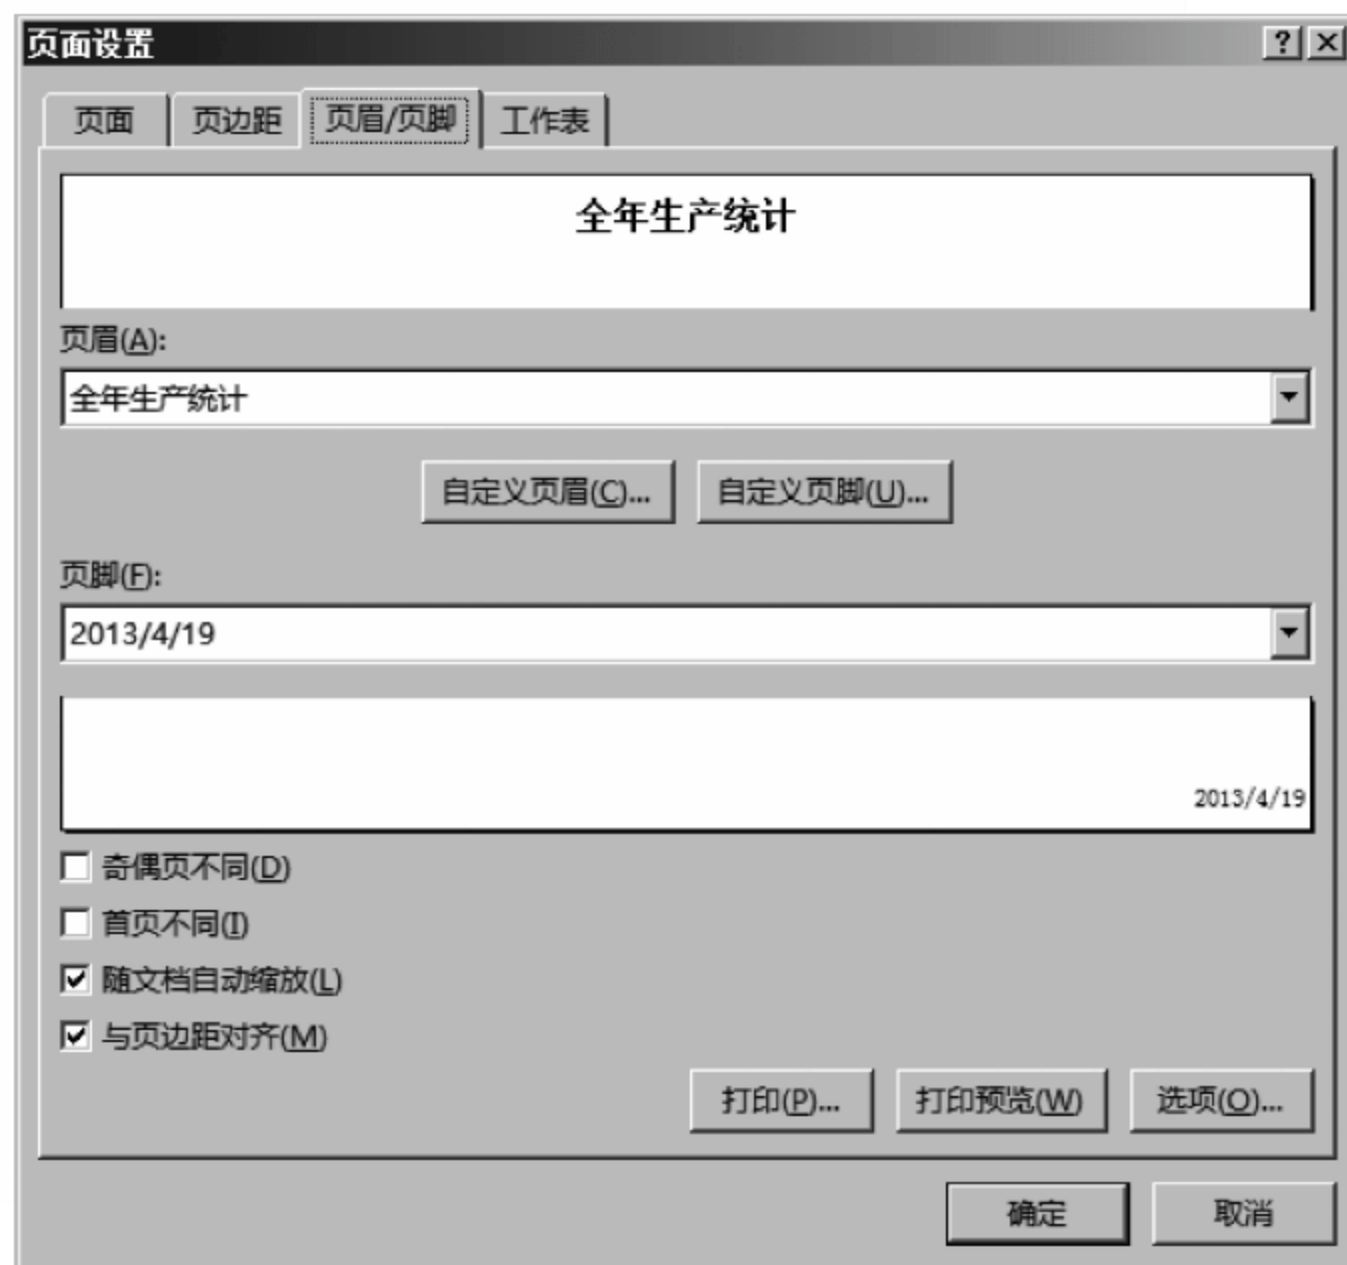 页面设置
页面 页边距 页眉/页脚 工作表
全年生产统计
页眉(A):
全年生产统计
自定义页眉(C)... 自定义页脚(U)...
页脚(F):
2013/4/19
2013/4/19
奇偶页不同(D)
首页不同(I)
随文档自动缩放(L)
与页边距对齐(M)
打印(P)... 打印预览(W) 选项(O)...
确定 取消